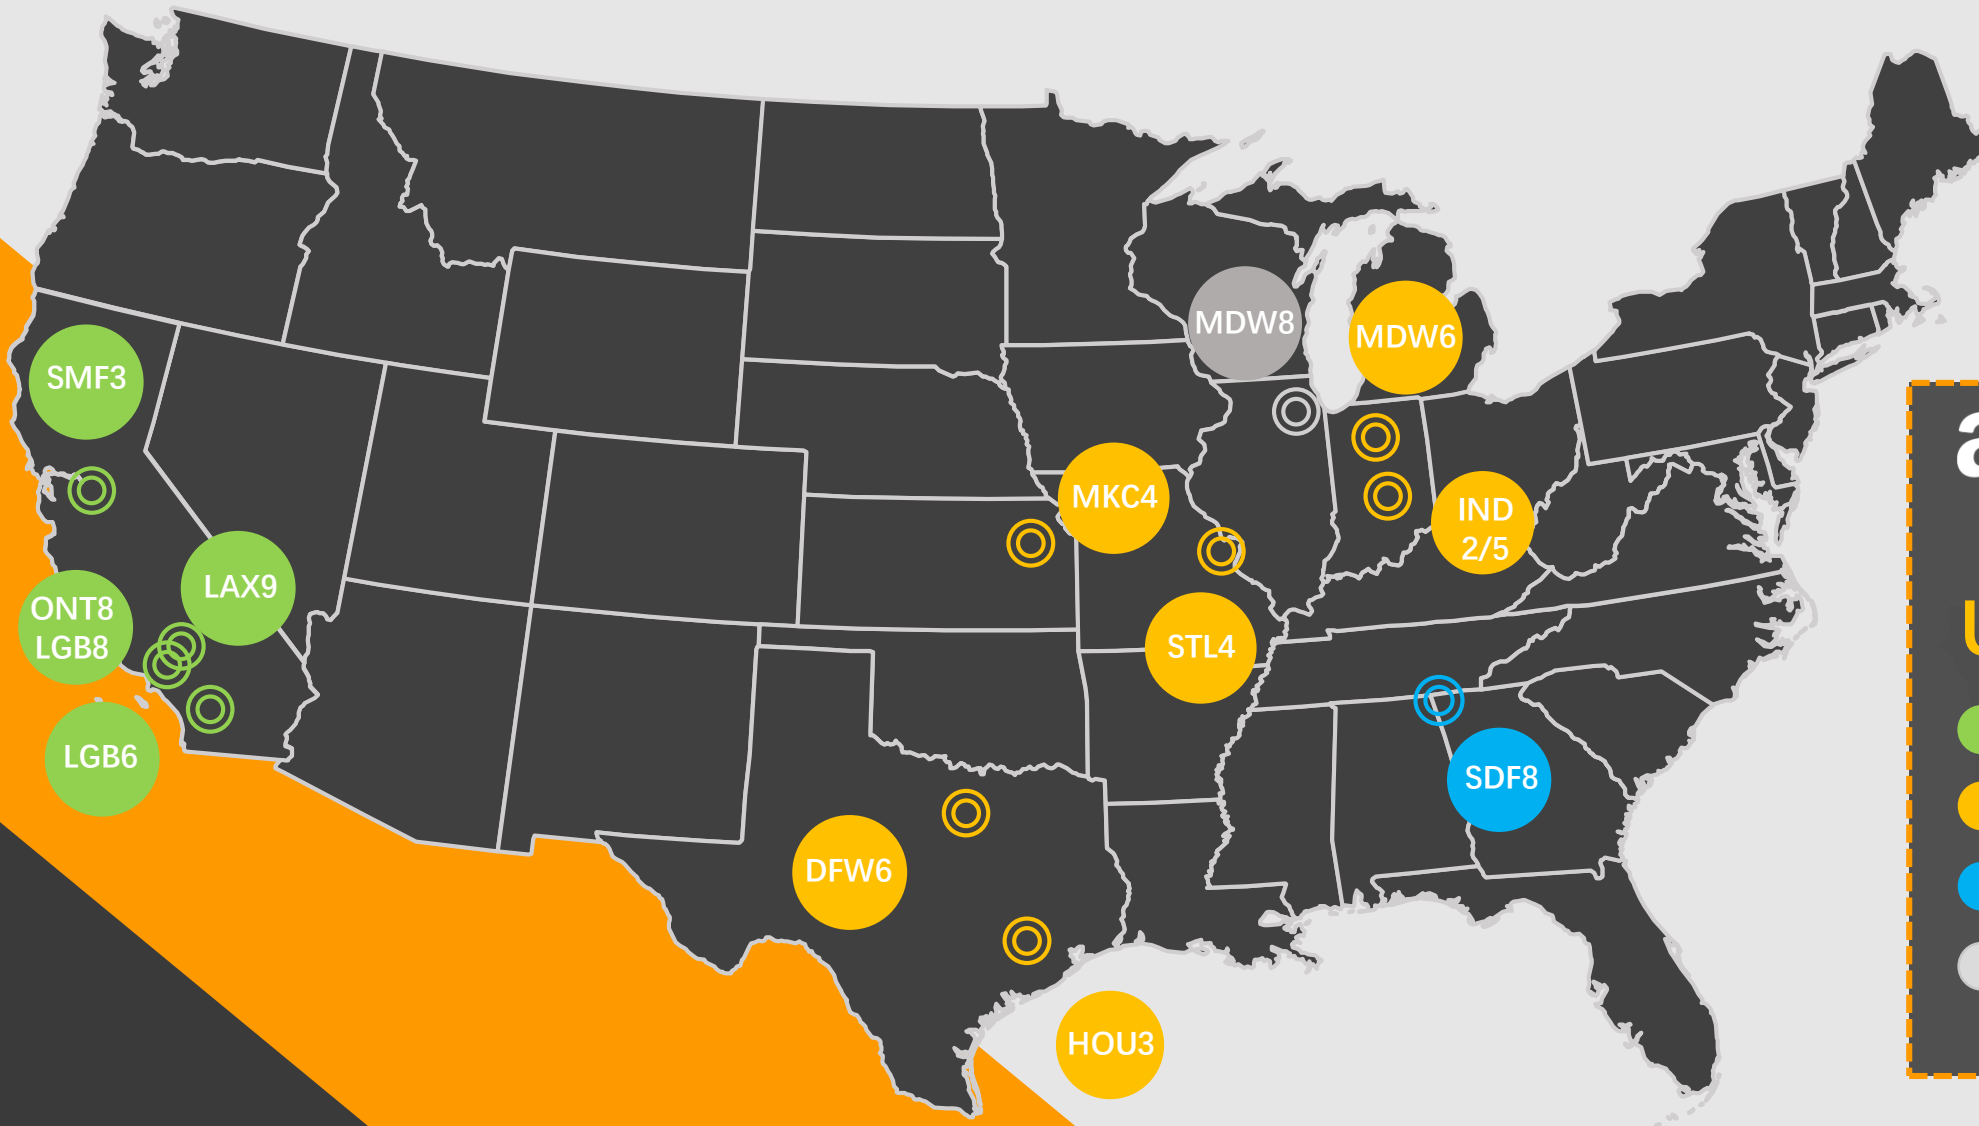 MDW8
MDW6
SMF3
MKC4
IND
2/5
LAX9
ONT8
LGB8
STL4
LGB6
SDF8
DFW6
HOU3